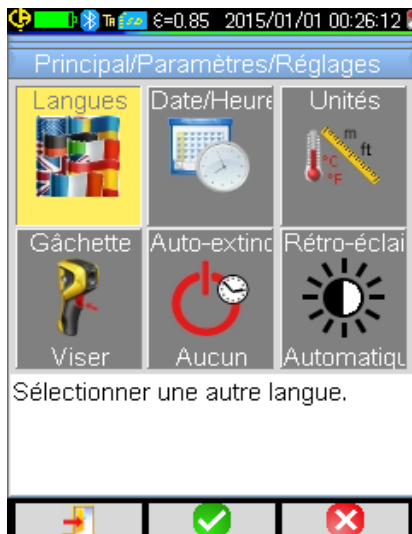 ε=0.85 2015/01/01 00:26:12
Principal/Paramètres/Réglages
Langues Date/Heure Unités
m
ft
°C
°F
Gâchette Auto-extinc Rétro-éclai
Viser Aucun Automatiqu
Sélectionner une autre langue.